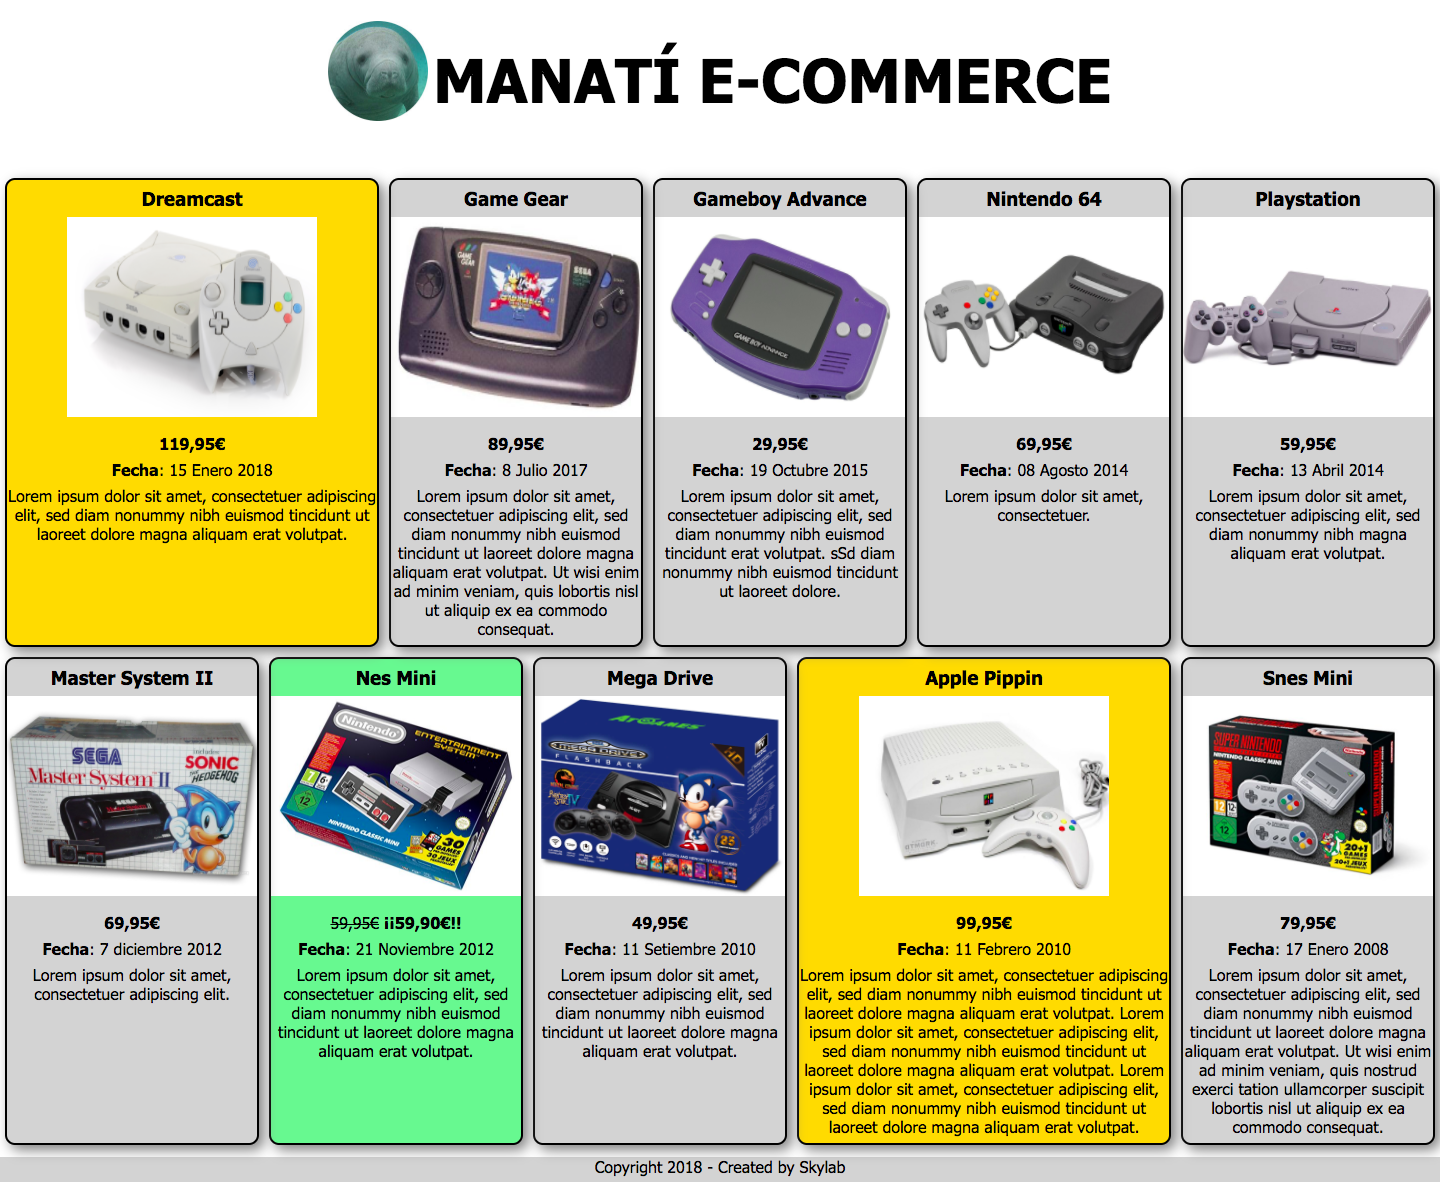 MANATÍ E-COMMERCE
Dreamcast
119,95€
Fecha: 15 Enero 2018
Lorem ipsum dolor sit amet, consectetuer adipiscing
elit, sed diam nonummy nibh euismod tincidunt ut
laoreet dolore magna aliquam erat volutpat.
Game Gear
GAME GEAR
SEGA
89,95€
Fecha: 8 Julio 2017
Lorem ipsum dolor sit amet,
consectetuer adipiscing elit, sed
diam nonummy nibh euismod
tincidunt ut laoreet dolore magna
aliquam erat volutpat. Ut wisi enim
ad minim veniam, quis lobortis nisl
ut aliquip ex ea commodo
consequat.
Gameboy Advance
GAME BOY ADVANCE
29,95€
Fecha: 19 Octubre 2015
Lorem ipsum dolor sit amet,
consectetuer adipiscing elit, sed
diam nonummy nibh euismod
tincidunt erat volutpat. sSd diam
nonummy nibh euismod tincidunt
ut laoreet dolore.
Nintendo 64
69,95€
Fecha: 08 Agosto 2014
Lorem ipsum dolor sit amet,
consectetuer.
Playstation
59,95€
Fecha: 13 Abril 2014
Lorem ipsum dolor sit amet,
consectetuer adipiscing elit, sed
diam nonummy nibh magna
aliquam erat volutpat.
Master System II
SEGA
Master System II
includes
SONIC
THE HEDGEHOG
SEGA
69,95€
Fecha: 7 diciembre 2012
Lorem ipsum dolor sit amet,
consectetuer adipiscing elit.
Nes Mini
Nintendo
ENTERTAINMENT
SYSTEM
7
12
NINTENDO CLASSIC MINI
30
GAMES
30 JEUX
59,95€ ¡¡59,90€!!
Fecha: 21 Noviembre 2012
Lorem ipsum dolor sit amet,
consectetuer adipiscing elit, sed
diam nonummy nibh euismod
tincidunt ut laoreet dolore magna
aliquam erat volutpat.
Mega Drive
ATGAMES
MEGA DRIVE
FLASHBACK
HD
49,95€
Fecha: 11 Setiembre 2010
Lorem ipsum dolor sit amet,
consectetuer adipiscing elit, sed
diam nonummy nibh euismod
tincidunt ut laoreet dolore magna
aliquam erat volutpat.
Apple Pippin
99,95€
Fecha: 11 Febrero 2010
Lorem ipsum dolor sit amet, consectetuer adipiscing
elit, sed diam nonummy nibh euismod tincidunt ut
laoreet dolore magna aliquam erat volutpat. Lorem
ipsum dolor sit amet, consectetuer adipiscing elit,
sed diam nonummy nibh euismod tincidunt ut
laoreet dolore magna aliquam erat volutpat. Lorem
ipsum dolor sit amet, consectetuer adipiscing elit,
sed diam nonummy nibh euismod tincidunt ut
laoreet dolore magna aliquam erat volutpat.
Snes Mini
SUPER NINTENDO
NINTENDO CLASSIC MINI
12
12
20+1
GAMES
20+1 JEUX
79,95€
Fecha: 17 Enero 2008
Lorem ipsum dolor sit amet,
consectetuer adipiscing elit, sed
diam nonummy nibh euismod
tincidunt ut laoreet dolore magna
aliquam erat volutpat. Ut wisi enim
ad minim veniam, quis nostrud
exerci tation ullamcorper suscipit
lobortis nisl ut aliquip ex ea
commodo consequat.
Copyright 2018 - Created by Skylab